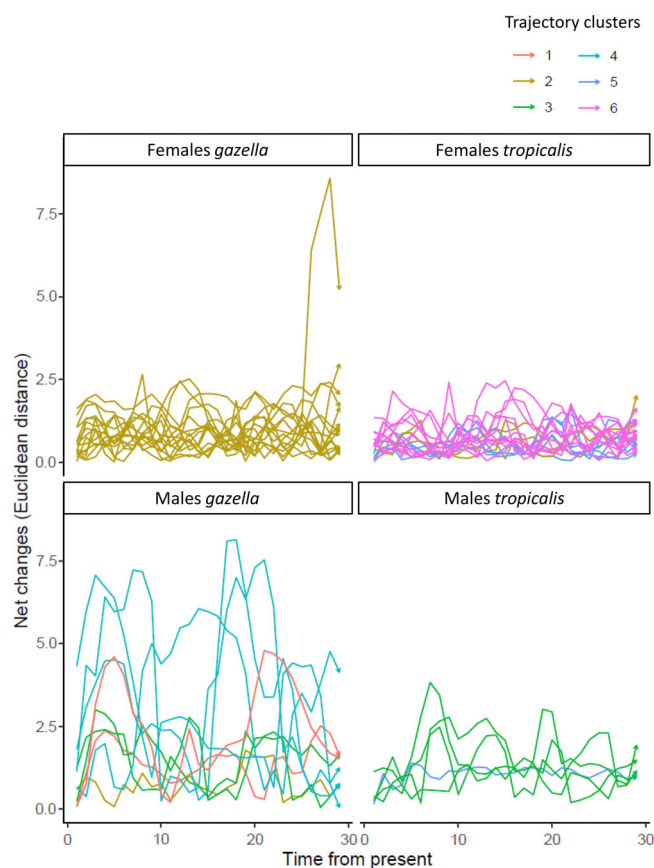 Trajectory clusters
1 4
2 5
3 6
Females gazella Females tropicalis
7.5
5.0
2.5
0.0
Males gazella Males tropicalis
7.5
5.0
2.5
0.0
Net changes (Euclidean distance)
0 10 20 30 0 10 20 30
Time from present